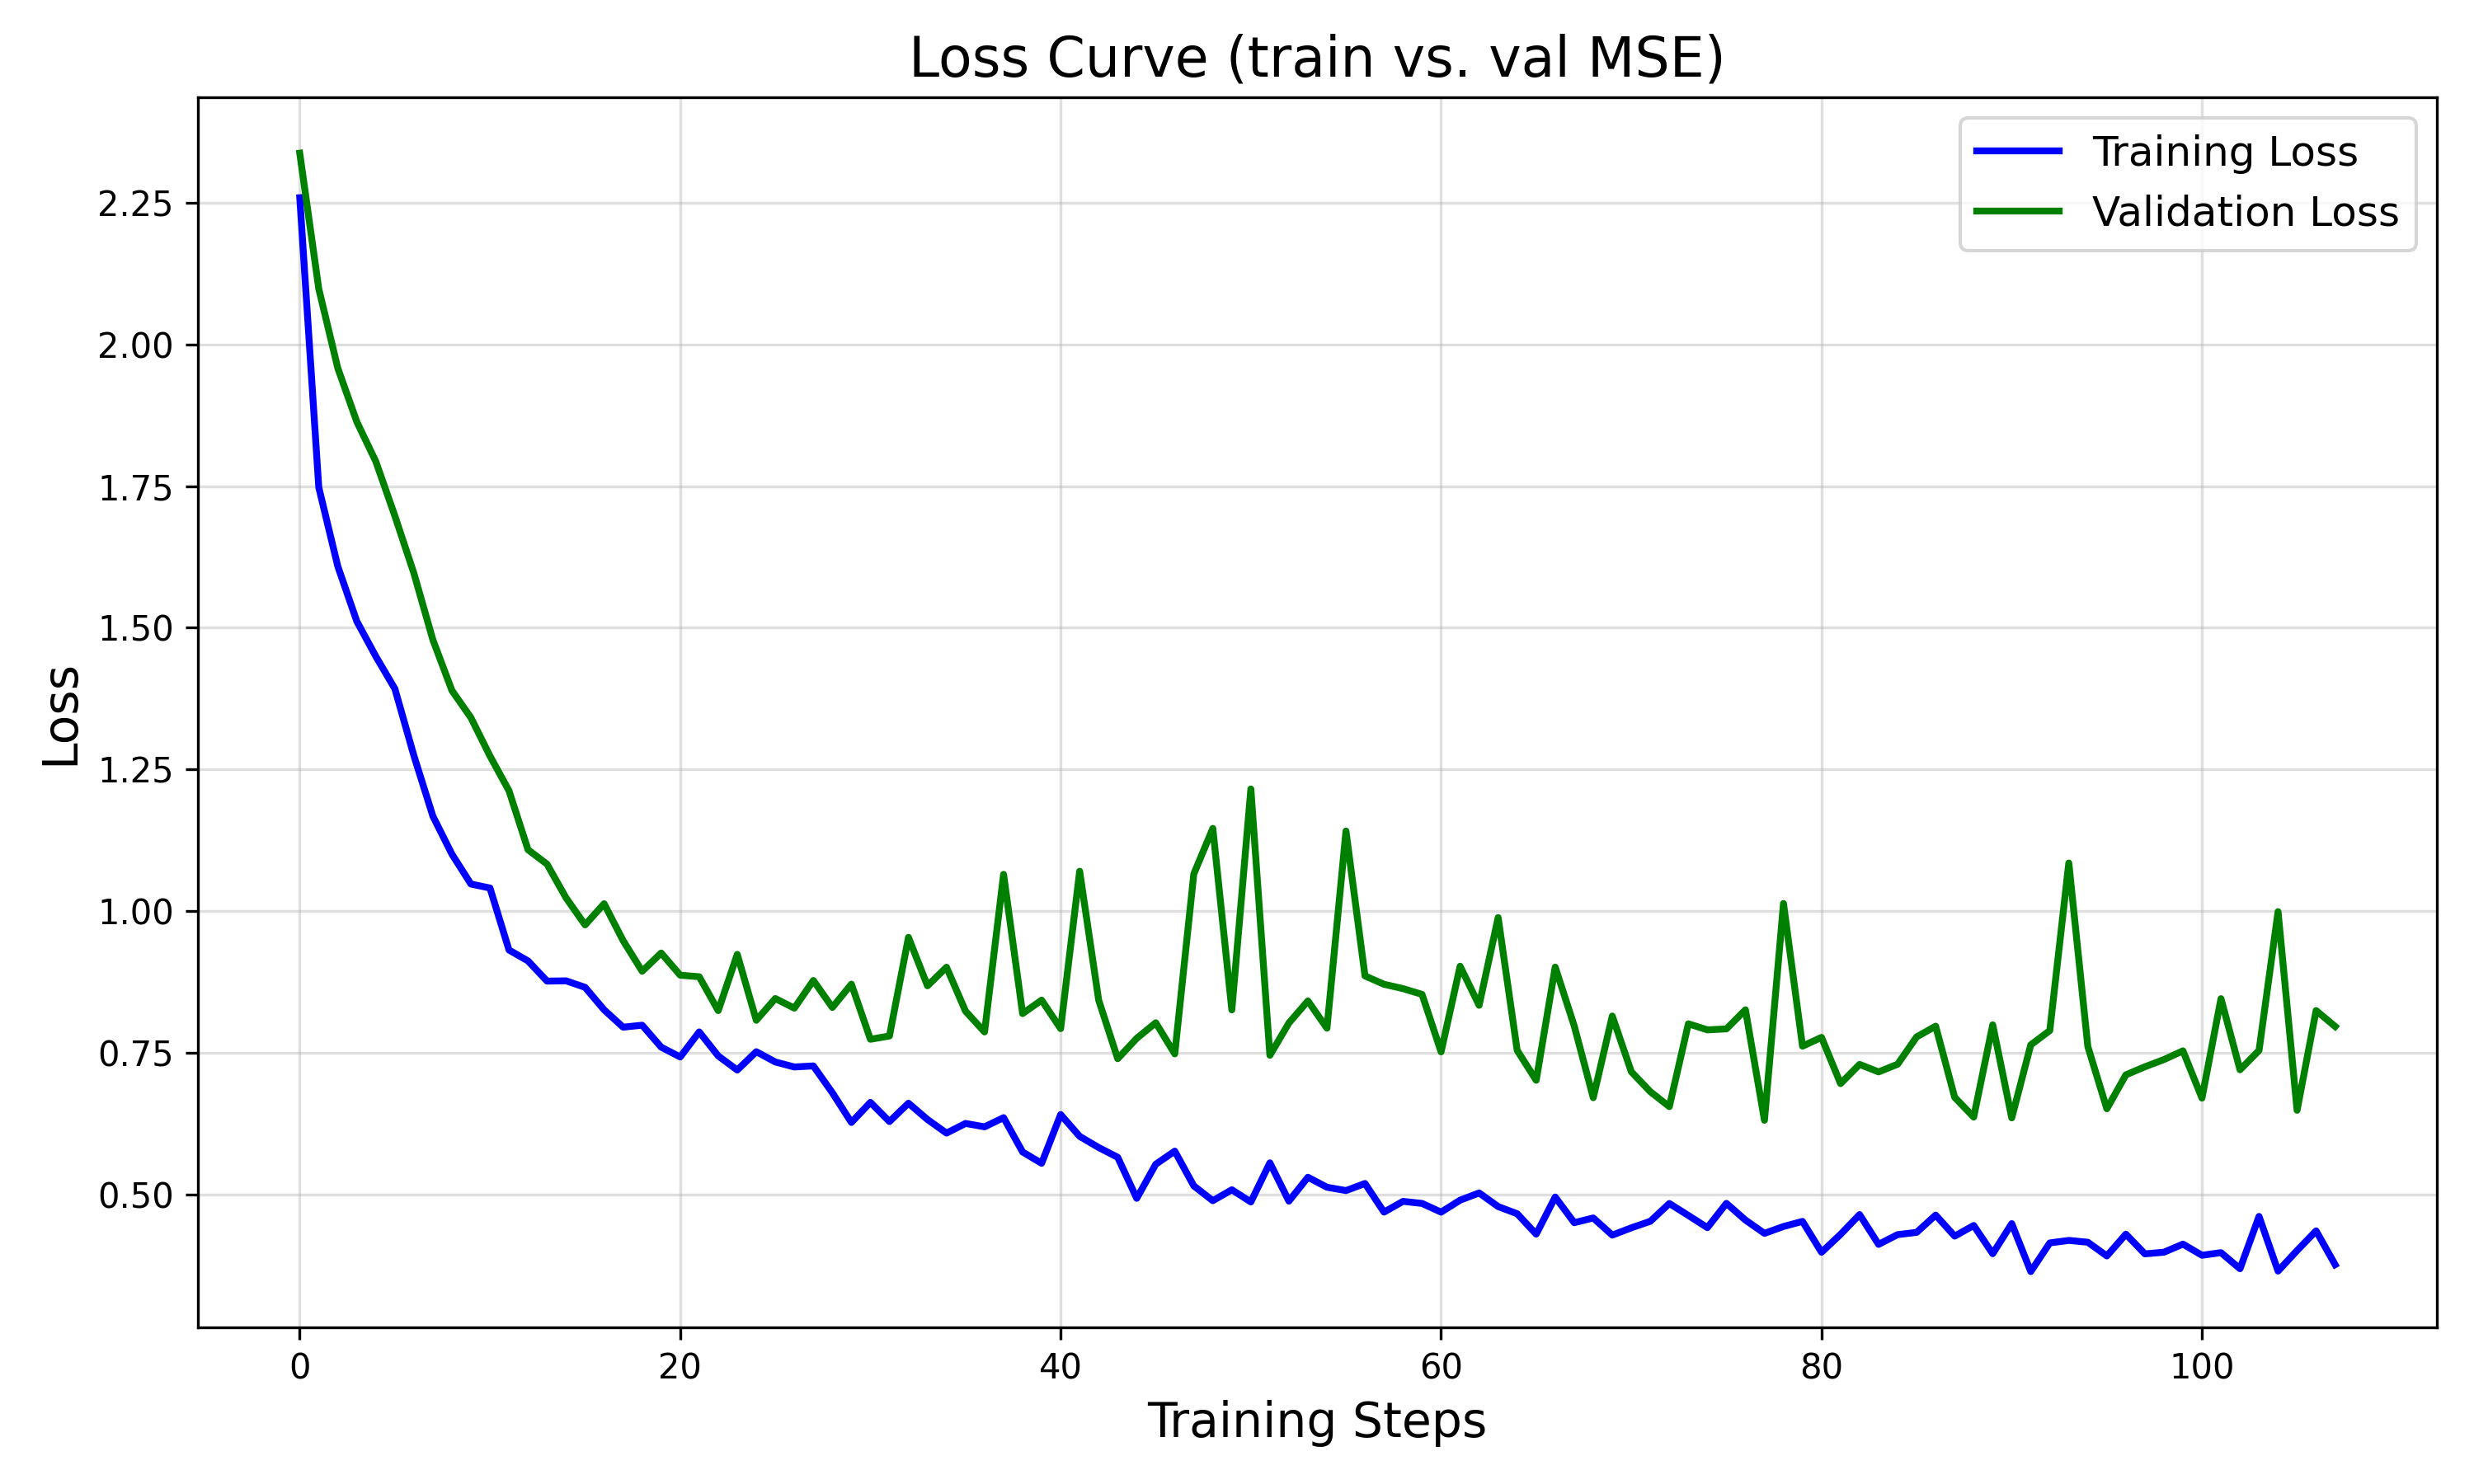 Loss Curve (train vs. val MSE)
Training Loss
Validation Loss
2.25
2.00
1.75
1.50
1.25
1.00
0.75
0.50
Loss
0 20 40 60 80 100
Training Steps